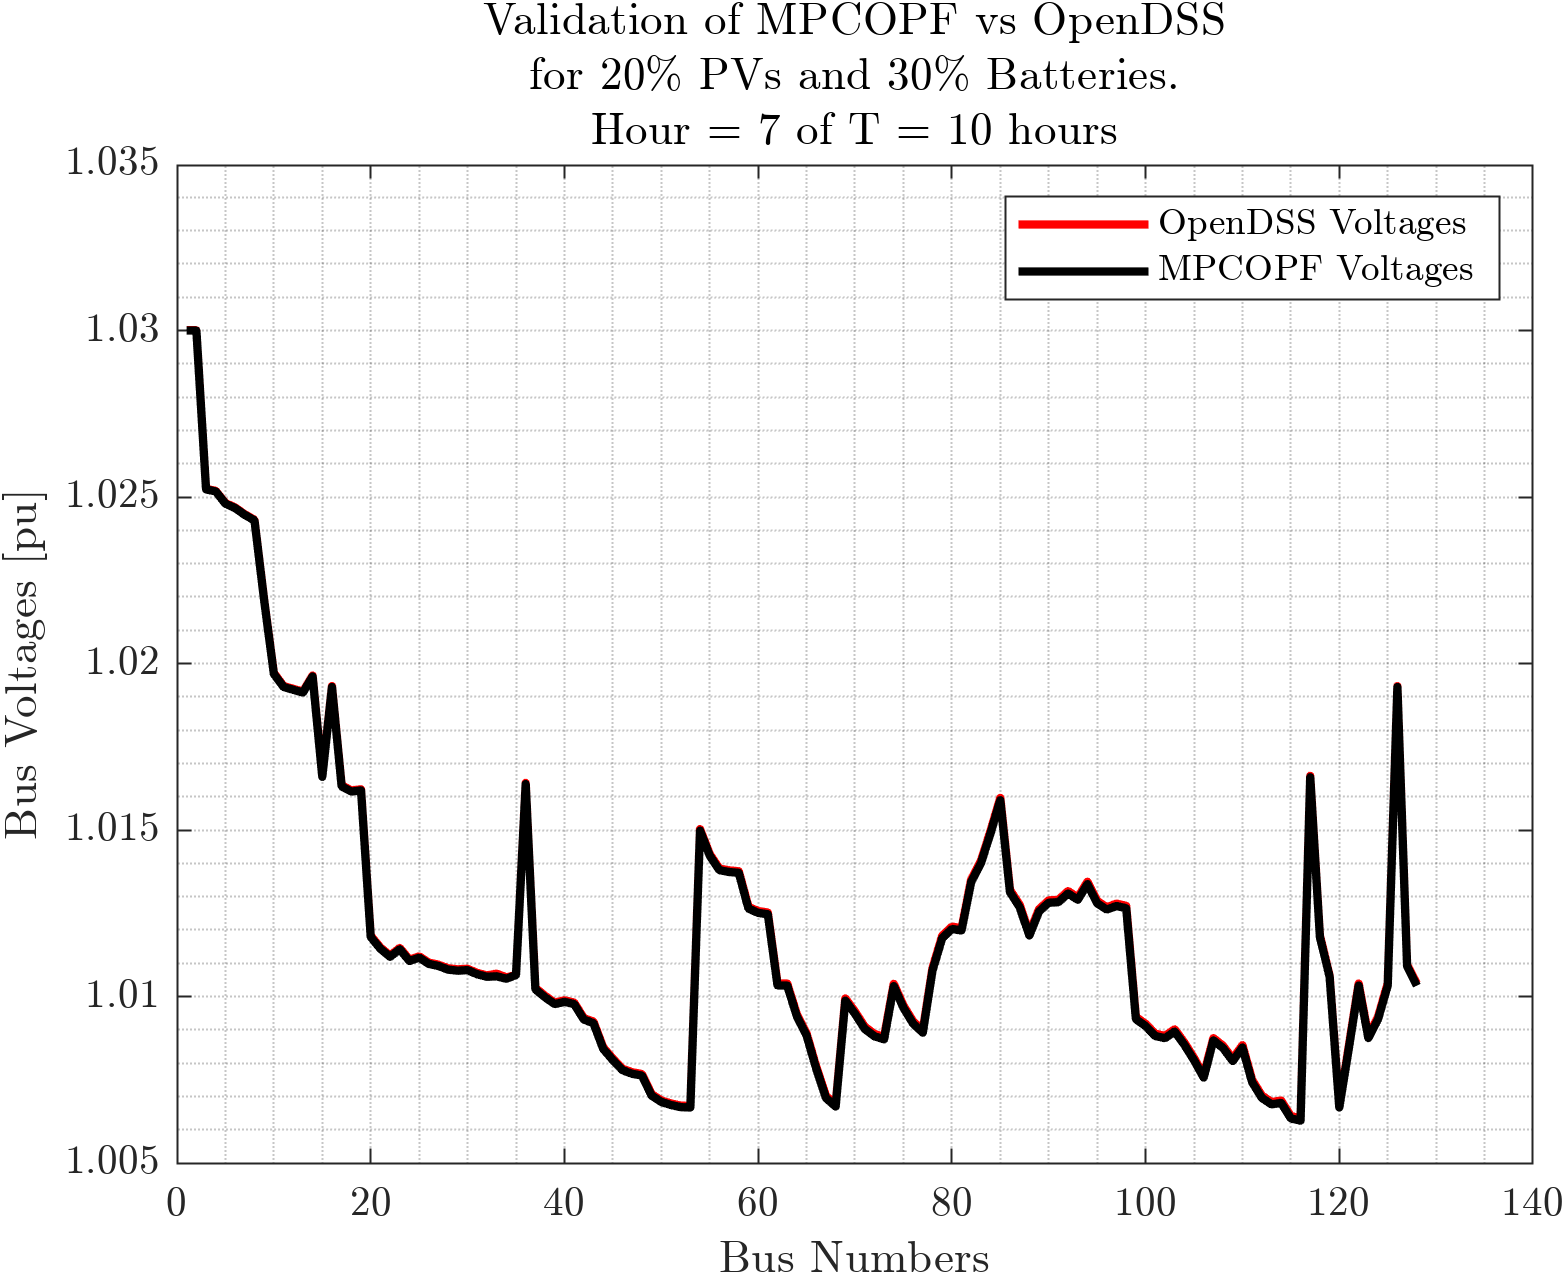 Validation of MPCOPF vs OpenDSS
for 20% PVs and 30% Batteries.
Hour = 7 of T = 10 hours
OpenDSS Voltages
MPCOPF Voltages
Bus Voltages [pu]
1.035
1.03
1.025
1.02
1.015
1.01
1.005
0 20 40 60 80 100 120 140
Bus Numbers